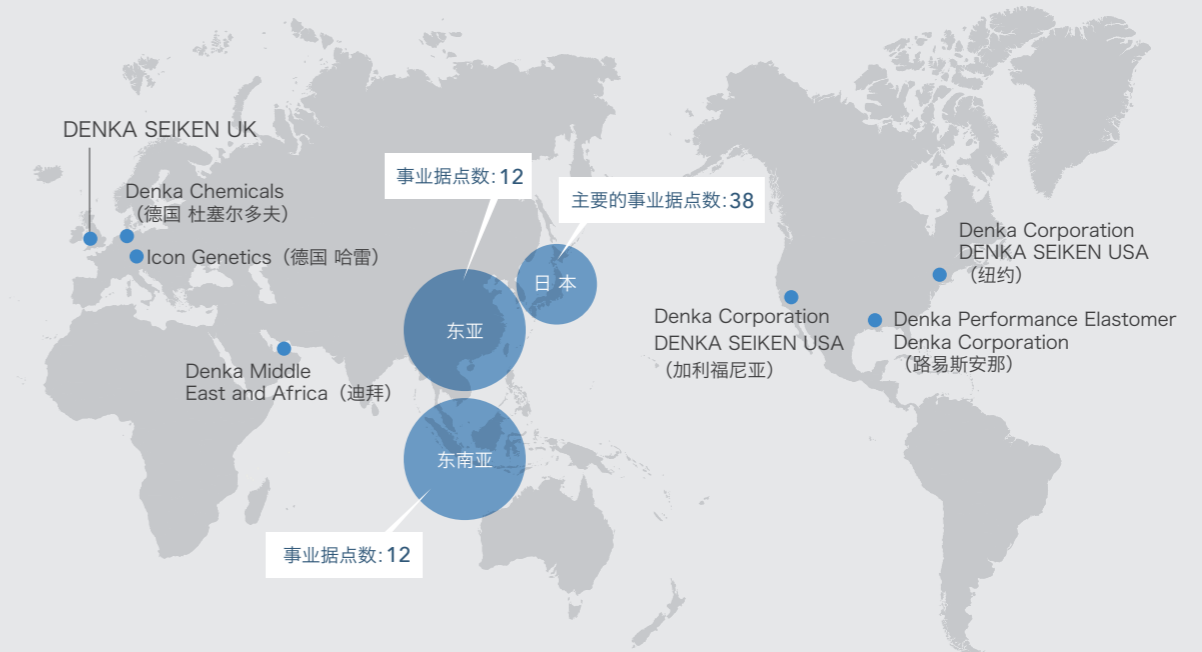 DENKA SEIKEN UK
Denka Chemicals
（德国 杜塞尔多夫）
Icon Genetics（德国 哈雷）
Denka Middle
East and Africa（迪拜）
事业据点数:12
主要的事业据点数:38
日 本
东亚
东南亚
事业据点数:12
Denka Corporation
DENKA SEIKEN USA
（加利福尼亚）
Denka Corporation
DENKA SEIKEN USA
（纽约）
Denka Performance Elastomer
Denka Corporation
（路易斯安那）